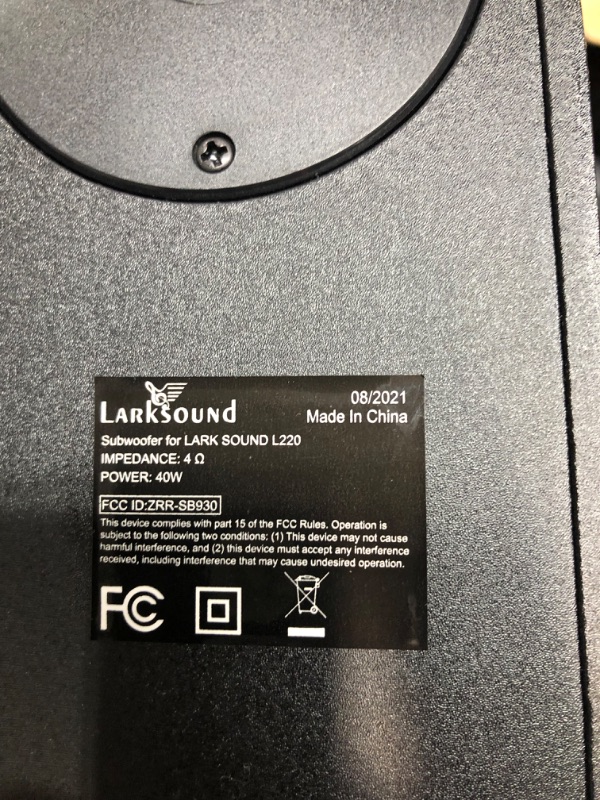 LARKSOUND
08/2021
Made In China
Subwoofer for LARK SOUND L220
IMPEDANCE: 4 Ω
POWER: 40W
FCC ID:ZRR-SB930
This device complies with part 15 of the FCC Rules. Operation is
subject to the following two conditions: (1) This device may not cause
harmful interference, and (2) this device must accept any interference
received, including interference that may cause undesired operation.
FC